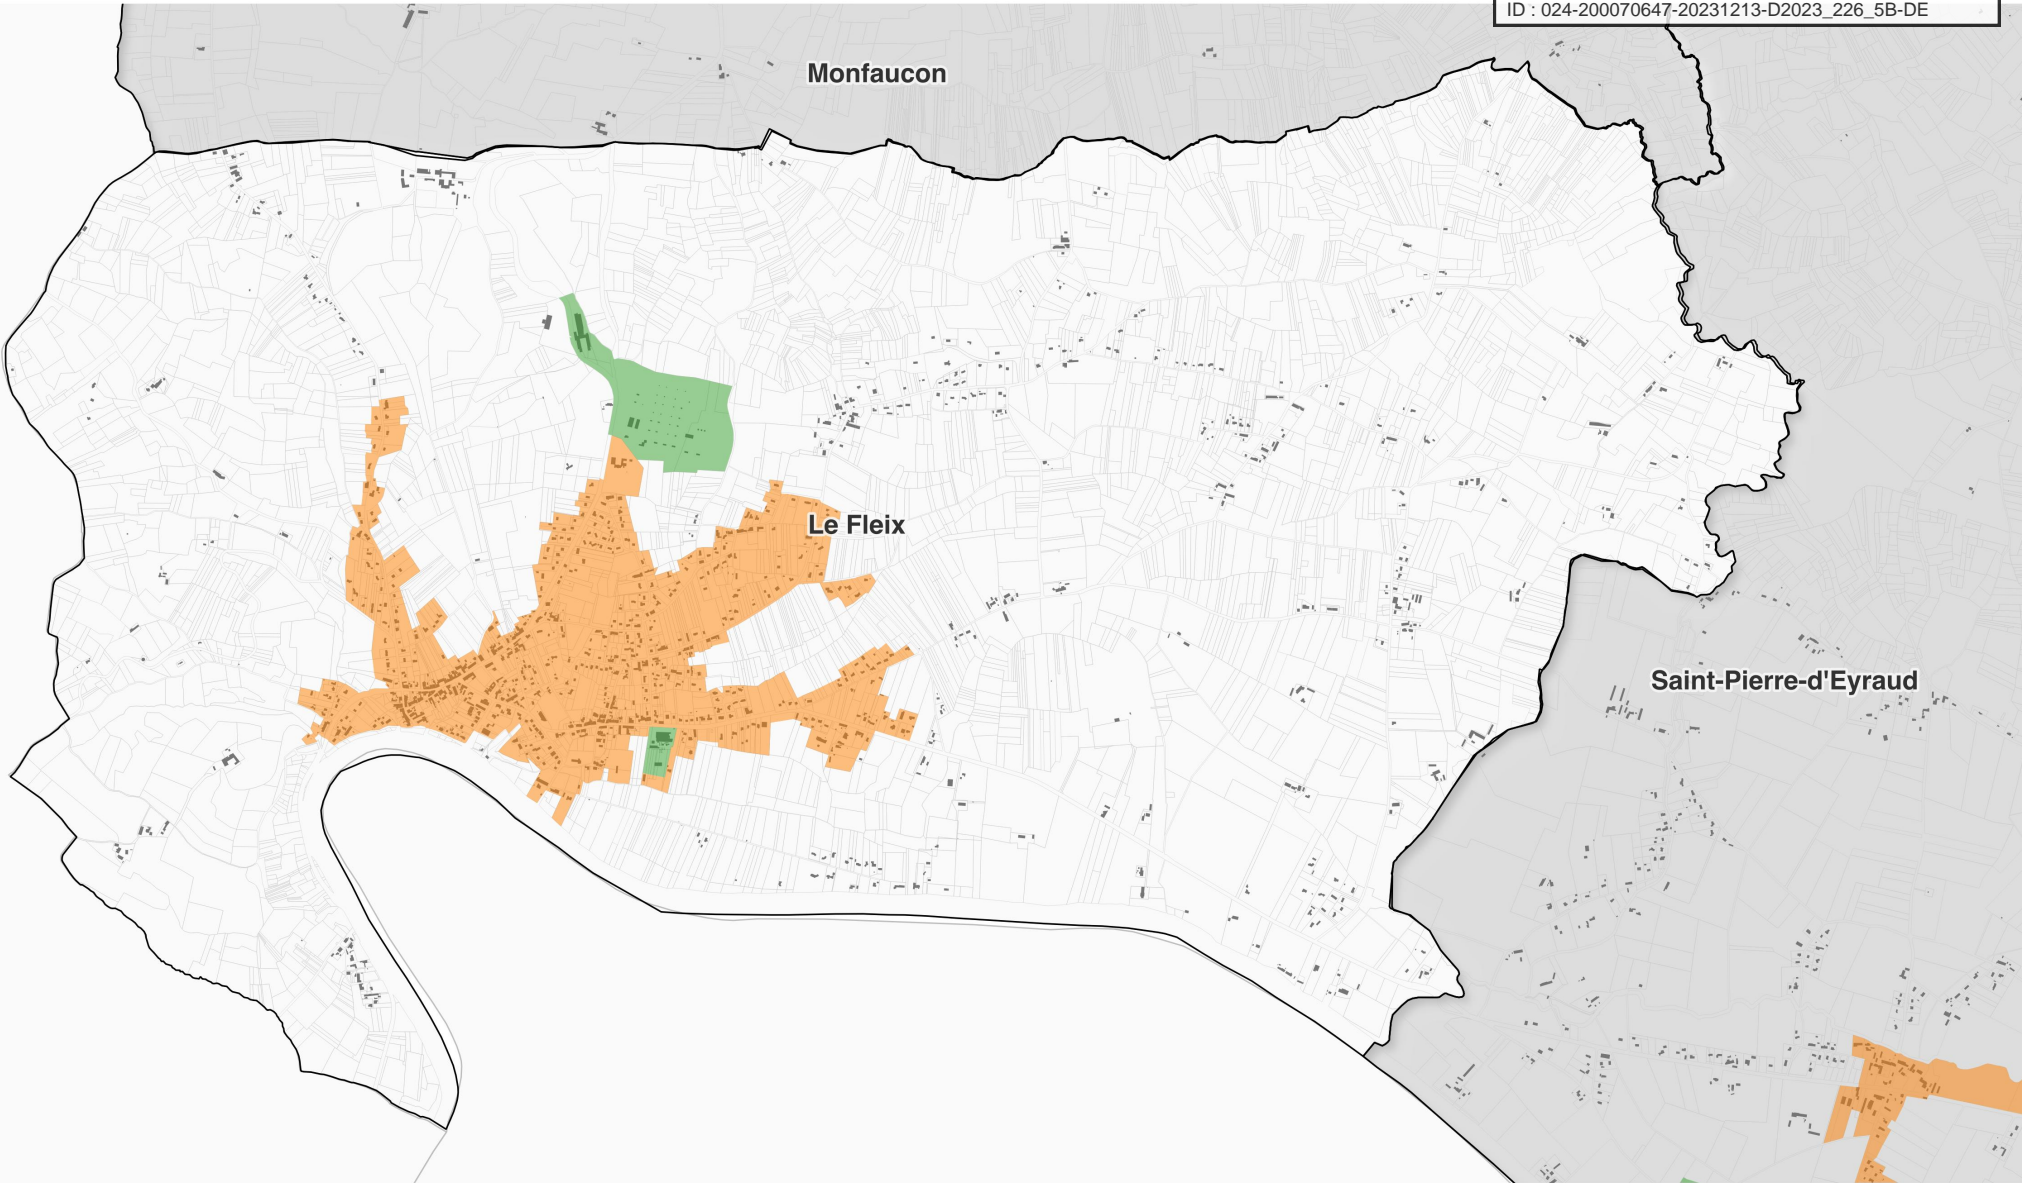 ID : 024-200070647-20231213-D2023_226_5B-DE
Monfaucon
Le Fleix
Saint-Pierre-d'Eyraud